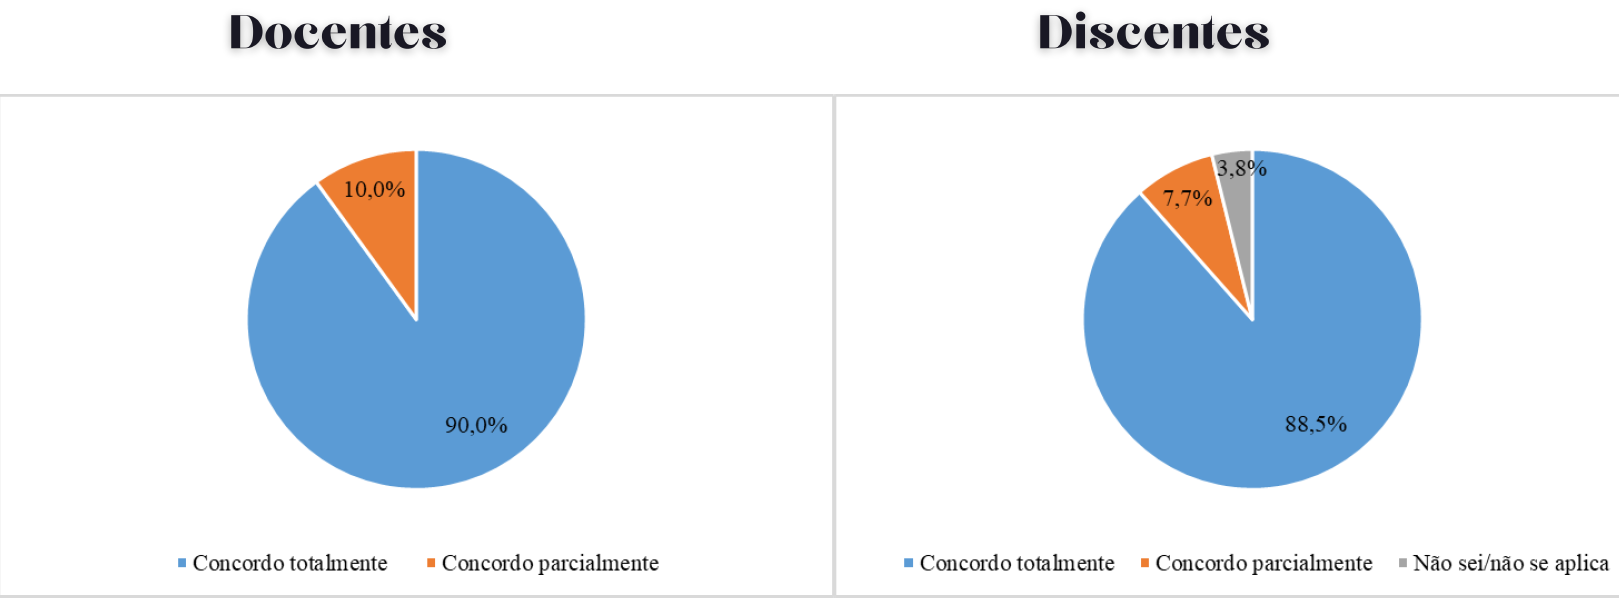 Docentes
10,0%
90,0%
Concordo totalmente
Concordo parcialmente
Discentes
3,8%
7,7%
88,5%
Concordo totalmente
Concordo parcialmente
Não sei/não se aplica